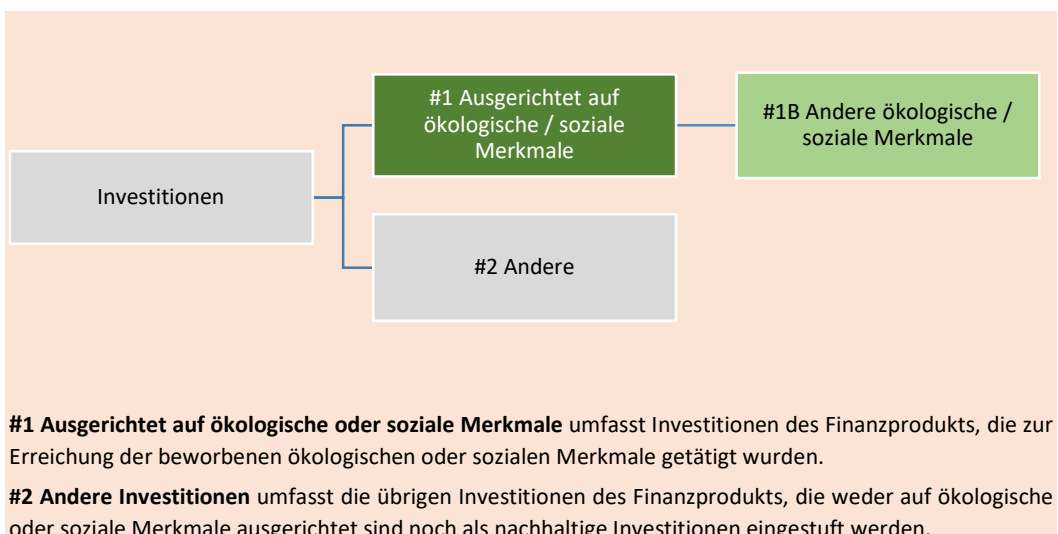 #1 Ausgerichtet auf
ökologische / soziale
Merkmale
#1B Andere ökologische /
soziale Merkmale
Investitionen
#2 Andere
#1 Ausgerichtet auf ökologische oder soziale Merkmale umfasst Investitionen des Finanzprodukts, die zur
Erreichung der beworbenen ökologischen oder sozialen Merkmale getätigt wurden.
#2 Andere Investitionen umfasst die übrigen Investitionen des Finanzprodukts, die weder auf ökologische
oder soziale Merkmale ausgerichtet sind noch als nachhaltige Investitionen eingestuft werden.